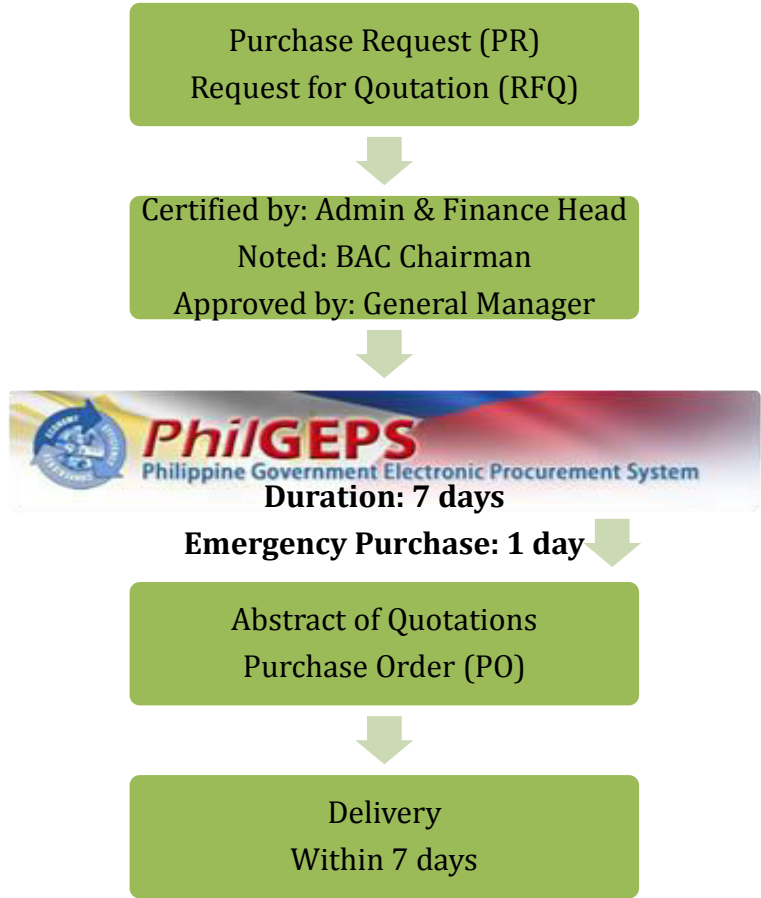 Purchase Request (PR)
Request for Qoutation (RFQ)
Certified by: Admin & Finance Head
Noted: BAC Chairman
Approved by: General Manager
PhilGEPS
Philippine Government Electronic Procurement System
Duration: 7 days
Emergency Purchase: 1 day
Abstract of Quotations
Purchase Order (PO)
Delivery
Within 7 days